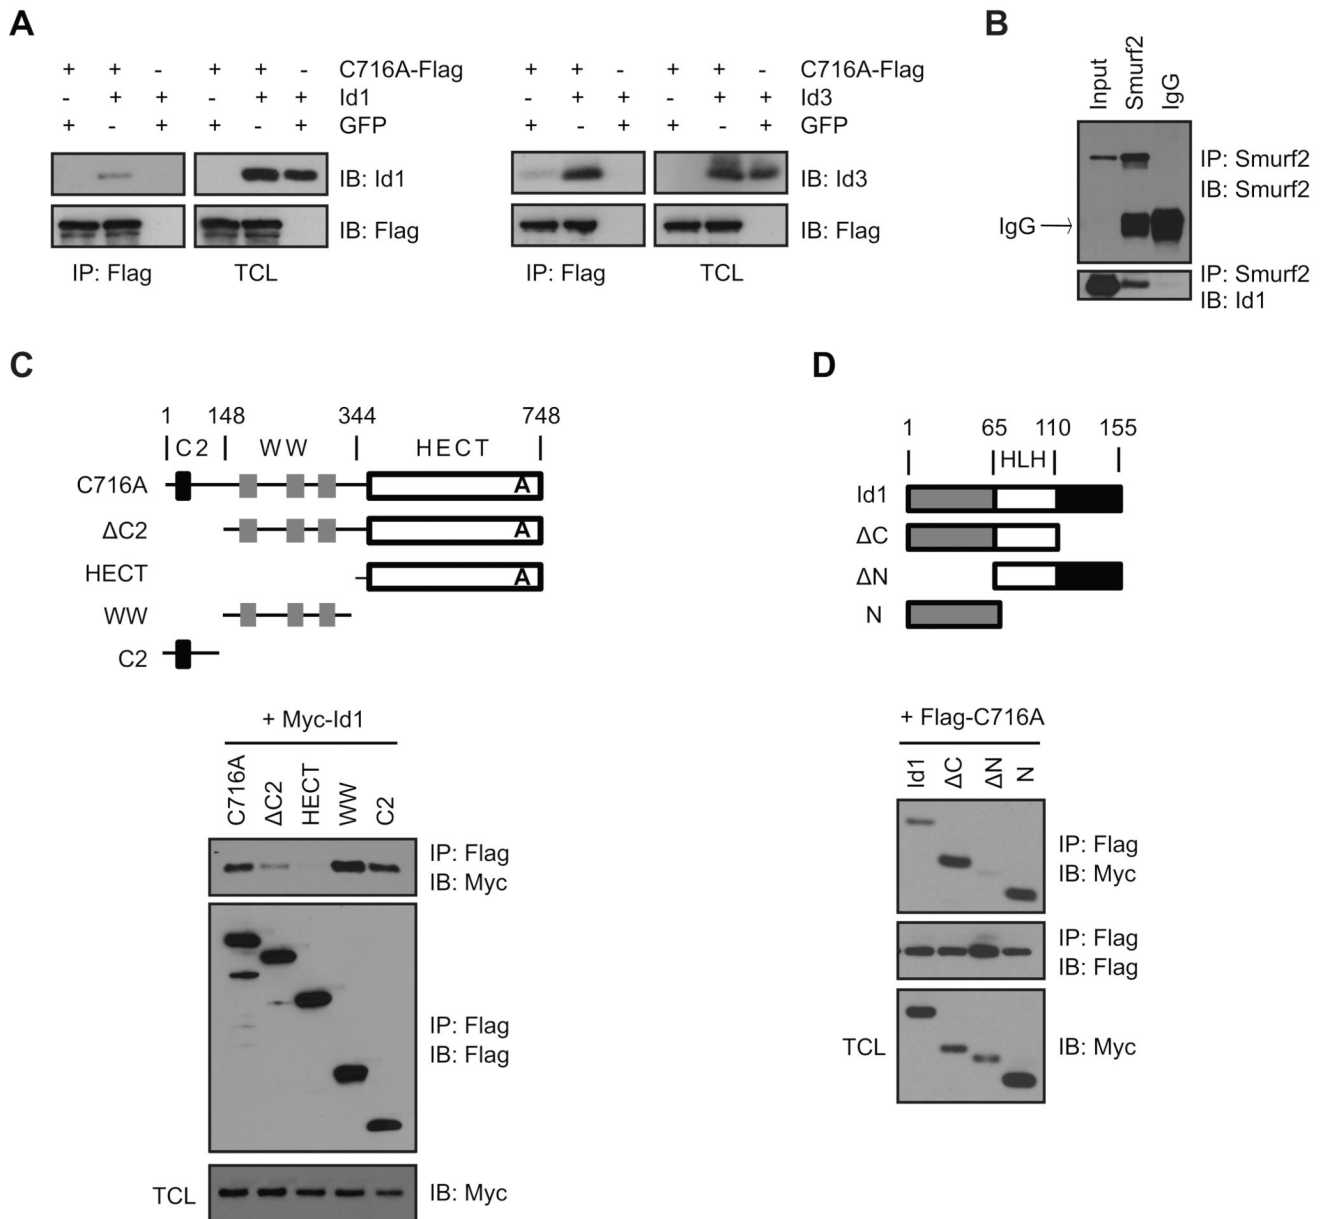 A
+ + - + + - C716A-Flag
- + + - + + Id1
+ - + + - + GFP
IB: Id1
IB: Flag
IP: Flag TCL
+ + - + + - C716A-Flag
- + + - + + Id3
+ - + + - + GFP
IB: Id3
IB: Flag
IP: Flag TCL
B
Input Smurf2 IgG
IP: Smurf2
IB: Smurf2
IgG
IP: Smurf2
IB: Id1
C
1 148 344 748
C2 WW HECT
C716A A
ΔC2 A
HECT A
WW
C2
+ Myc-Id1
C716A ΔC2 HECT WW C2
IP: Flag
IB: Myc
IP: Flag
IB: Flag
TCL IB: Myc
D
1 65 110 155
HLH
Id1
ΔC
ΔN
N
+ Flag-C716A
Id1 ΔC ΔN N
IP: Flag
IB: Myc
IP: Flag
IB: Flag
TCL IB: Myc